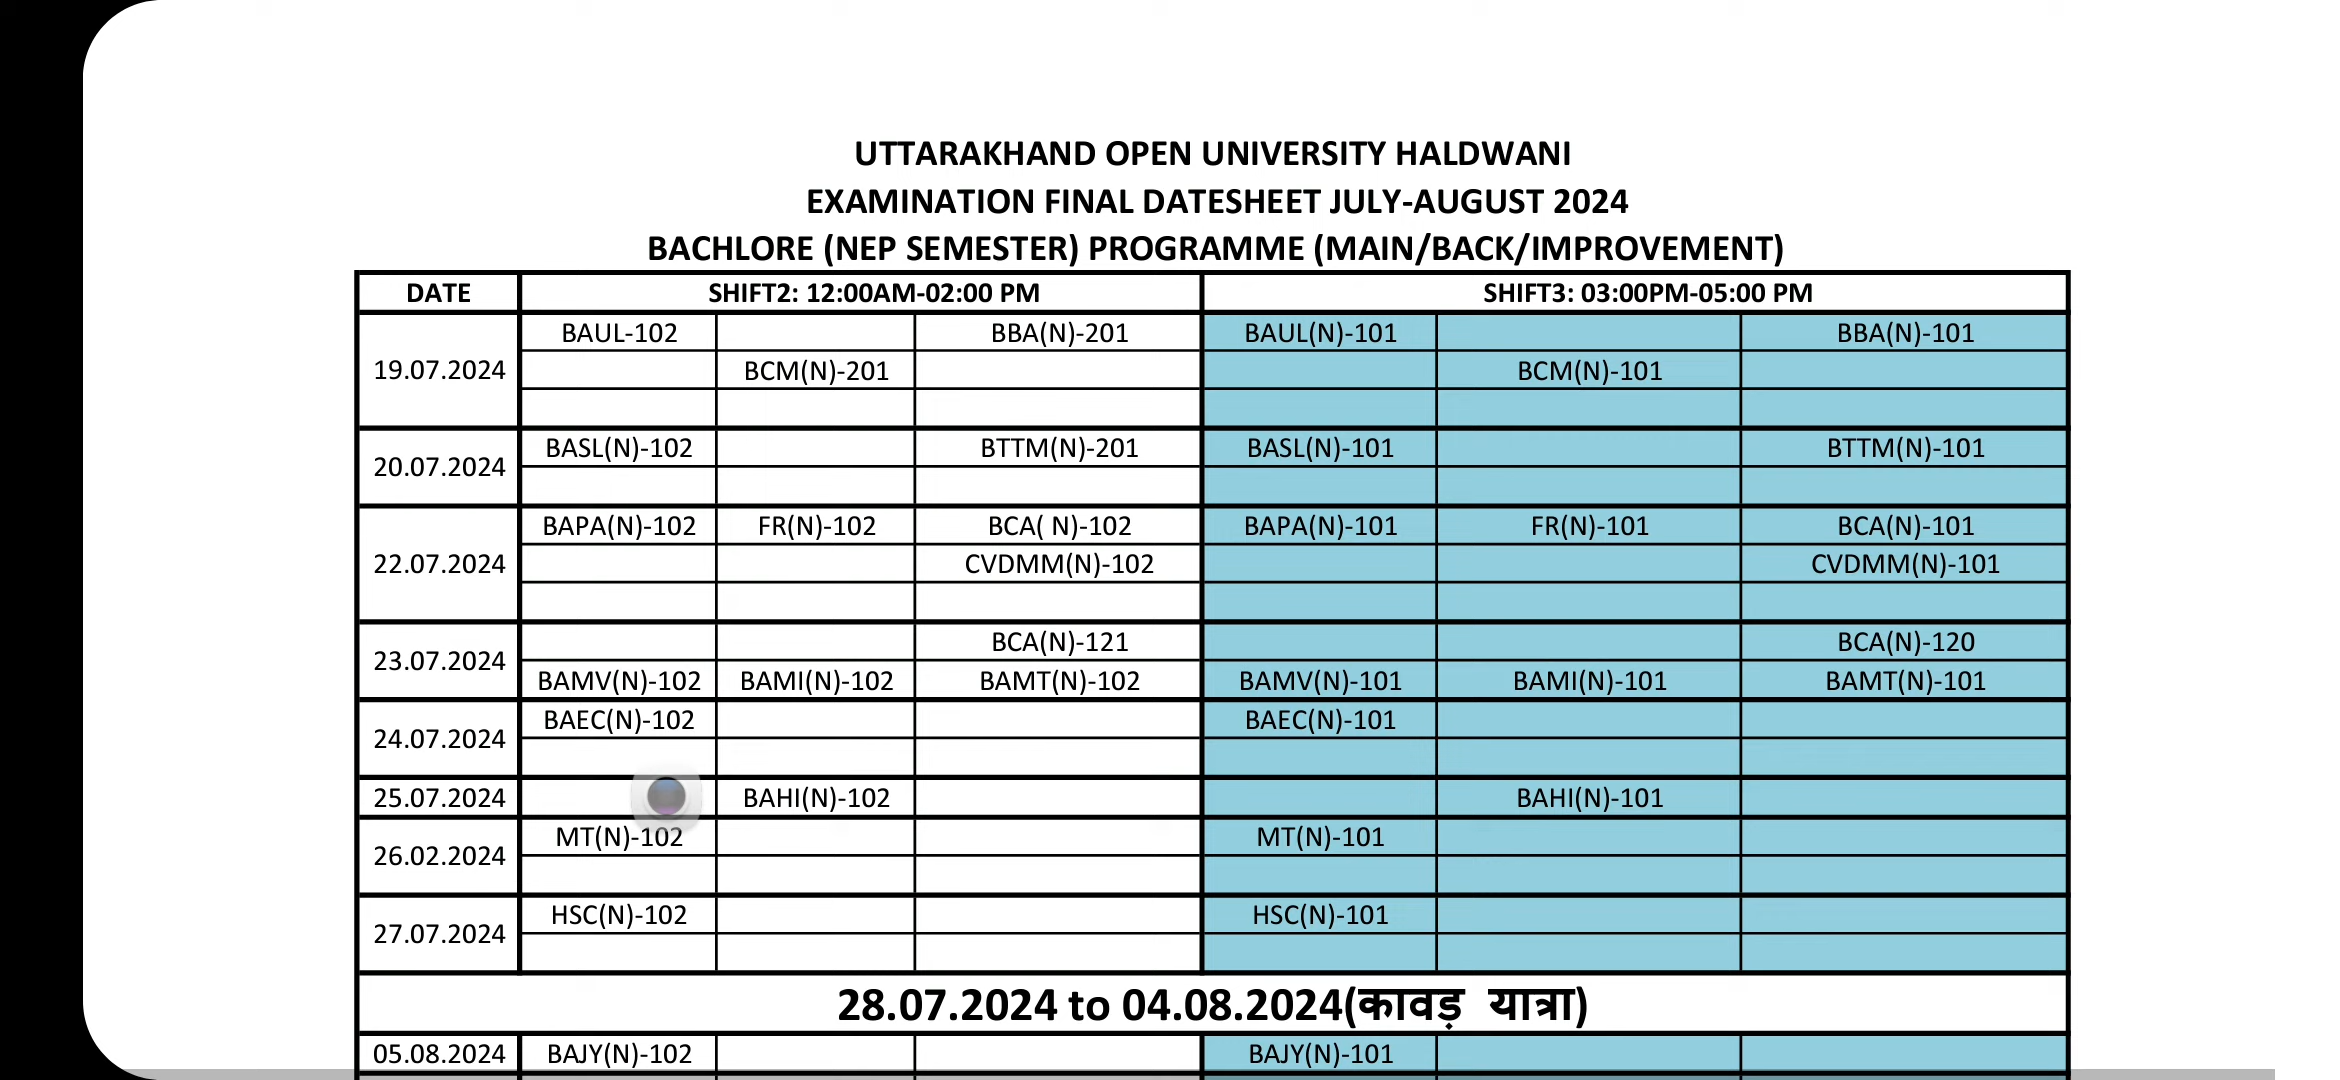 UTTARAKHAND OPEN UNIVERSITY HALDWANI
EXAMINATION FINAL DATESHEET JULY-AUGUST 2024
BACHLORE (NEP SEMESTER) PROGRAMME (MAIN/BACK/IMPROVEMENT)
DATE SHIFT2: 12:00AM-02:00 PM SHIFT3: 03:00PM-05:00 PM
19.07.2024 BAUL-102 BBA(N)-201 BAUL(N)-101 BBA(N)-101
BCM(N)-201 BCM(N)-101
20.07.2024 BASL(N)-102 BTTM(N)-201 BASL(N)-101 BTTM(N)-101
22.07.2024 BAPA(N)-102 FR(N)-102 BCA( N)-102 BAPA(N)-101 FR(N)-101 BCA(N)-101
CVDMM(N)-102 CVDMM(N)-101
23.07.2024 BCA(N)-121 BCA(N)-120
BAMV(N)-102 BAMI(N)-102 BAMT(N)-102 BAMV(N)-101 BAMI(N)-101 BAMT(N)-101
24.07.2024 BAEC(N)-102 BAEC(N)-101
25.07.2024 BAHI(N)-102 BAHI(N)-101
26.02.2024 MT(N)-102 MT(N)-101
27.07.2024 HSC(N)-102 HSC(N)-101
28.07.2024 to 04.08.2024(कावड़ यात्रा)
05.08.2024 BAJY(N)-102 BAJY(N)-101